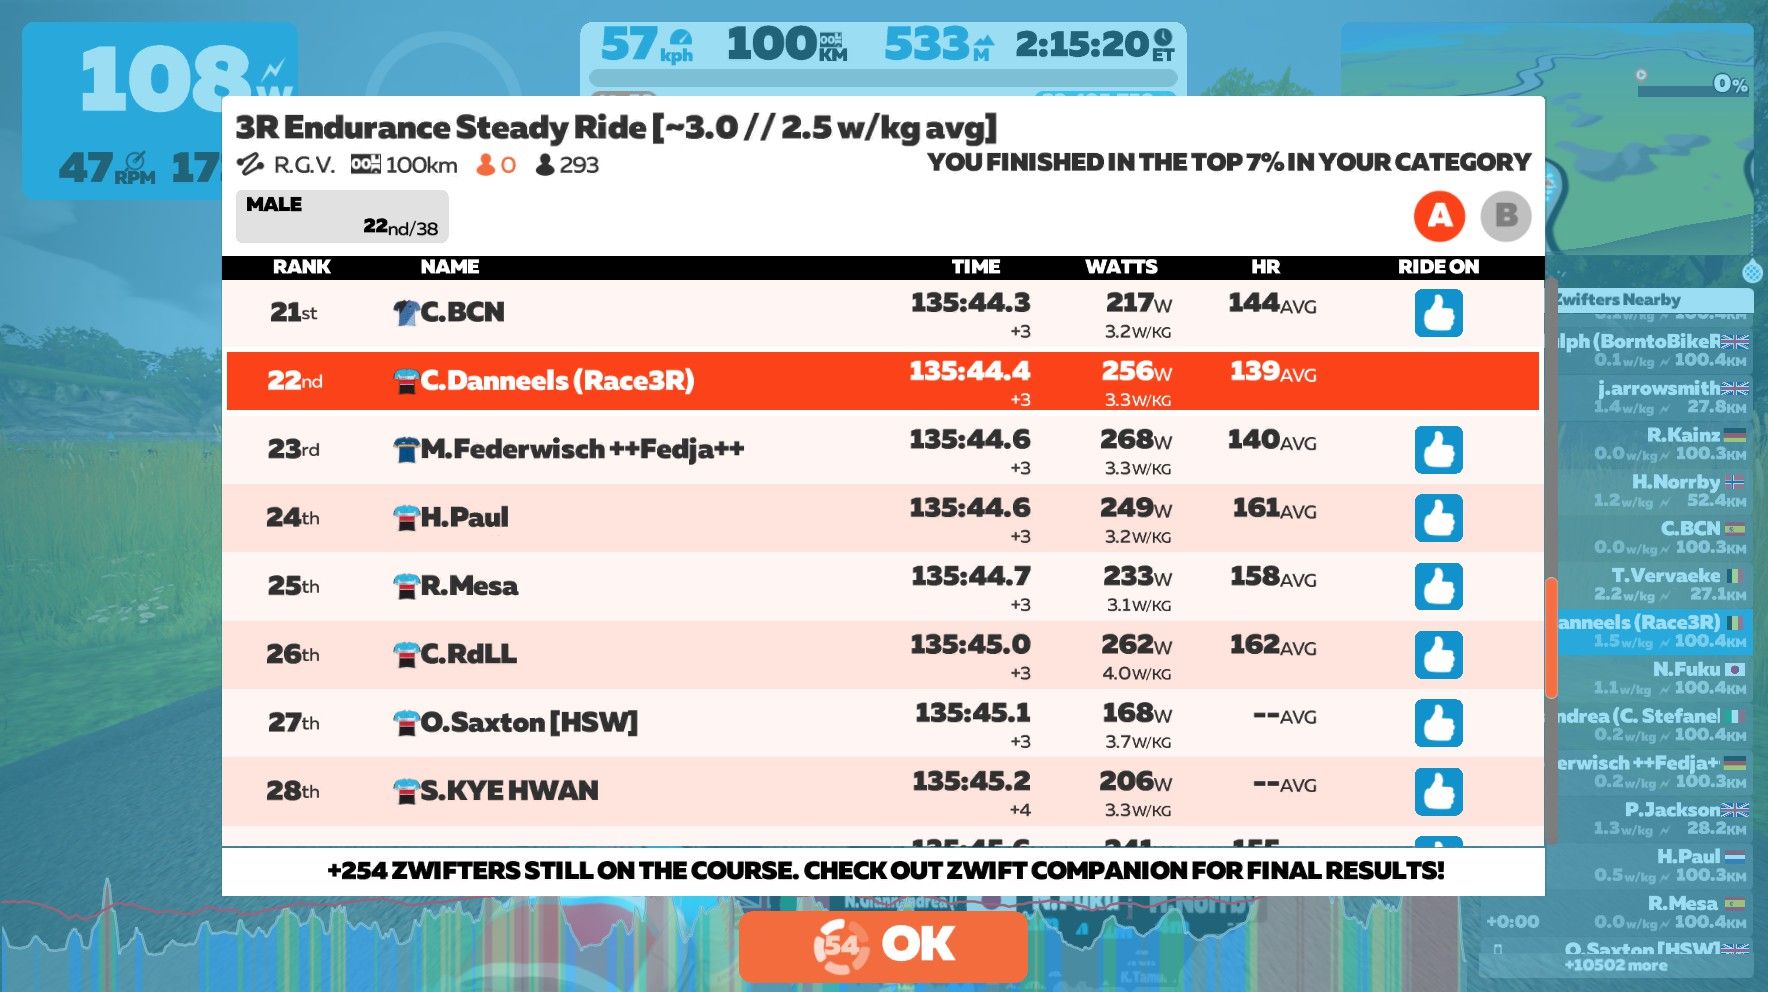 108w
47RPM
57kph 100KM 533M 2:15:20ET
0%
3R Endurance Steady Ride [~3.0 // 2.5 w/kg avg]
R.G.V. 100km 0 293
YOU FINISHED IN THE TOP 7% IN YOUR CATEGORY
MALE
22nd/38
A B
RANK NAME TIME WATTS HR RIDE ON
21st C.BCN 135:44.3 217W 144AVG
+3 3.2W/KG
22nd C.Danneels (Race3R) 135:44.4 256W 139AVG
+3 3.3W/KG
23rd M.Federwisch ++Fedja++ 135:44.6 268W 140AVG
+3 3.3W/KG
24th H.Paul 135:44.6 249W 161AVG
+3 3.2W/KG
25th R.Mesa 135:44.7 233W 158AVG
+3 3.1W/KG
26th C.RdLL 135:45.0 262W 162AVG
+3 4.0W/KG
27th O.Saxton [HSW] 135:45.1 168W --AVG
+3 3.7W/KG
28th S.KYE HWAN 135:45.2 206W --AVG
+4 3.3W/KG
+254 ZWIFTERS STILL ON THE COURSE. CHECK OUT ZWIFT COMPANION FOR FINAL RESULTS!
54 OK
Zwifters Nearby
lph (BorntoBikeR
0.1w/kg 100.4KM
j.arrowsmith
1.4w/kg 27.8KM
R.Kainz
0.0w/kg 100.3KM
H.Norrby
1.2w/kg 52.4KM
C.BCN
0.0w/kg 100.3KM
T.Vervaeke
2.2w/kg 27.1KM
anneels (Race3R)
1.5w/kg 100.4KM
N.Fuku
1.1w/kg 100.4KM
ndrea (C. Stefanel
0.2w/kg 100.4KM
erwisch ++Fedja+
0.2w/kg 100.3KM
P.Jackson
1.3w/kg 28.2KM
H.Paul
0.5w/kg 100.3KM
R.Mesa
+0:00 0.0w/kg 100.4KM
O.Saxton [HSW]
+10502 more